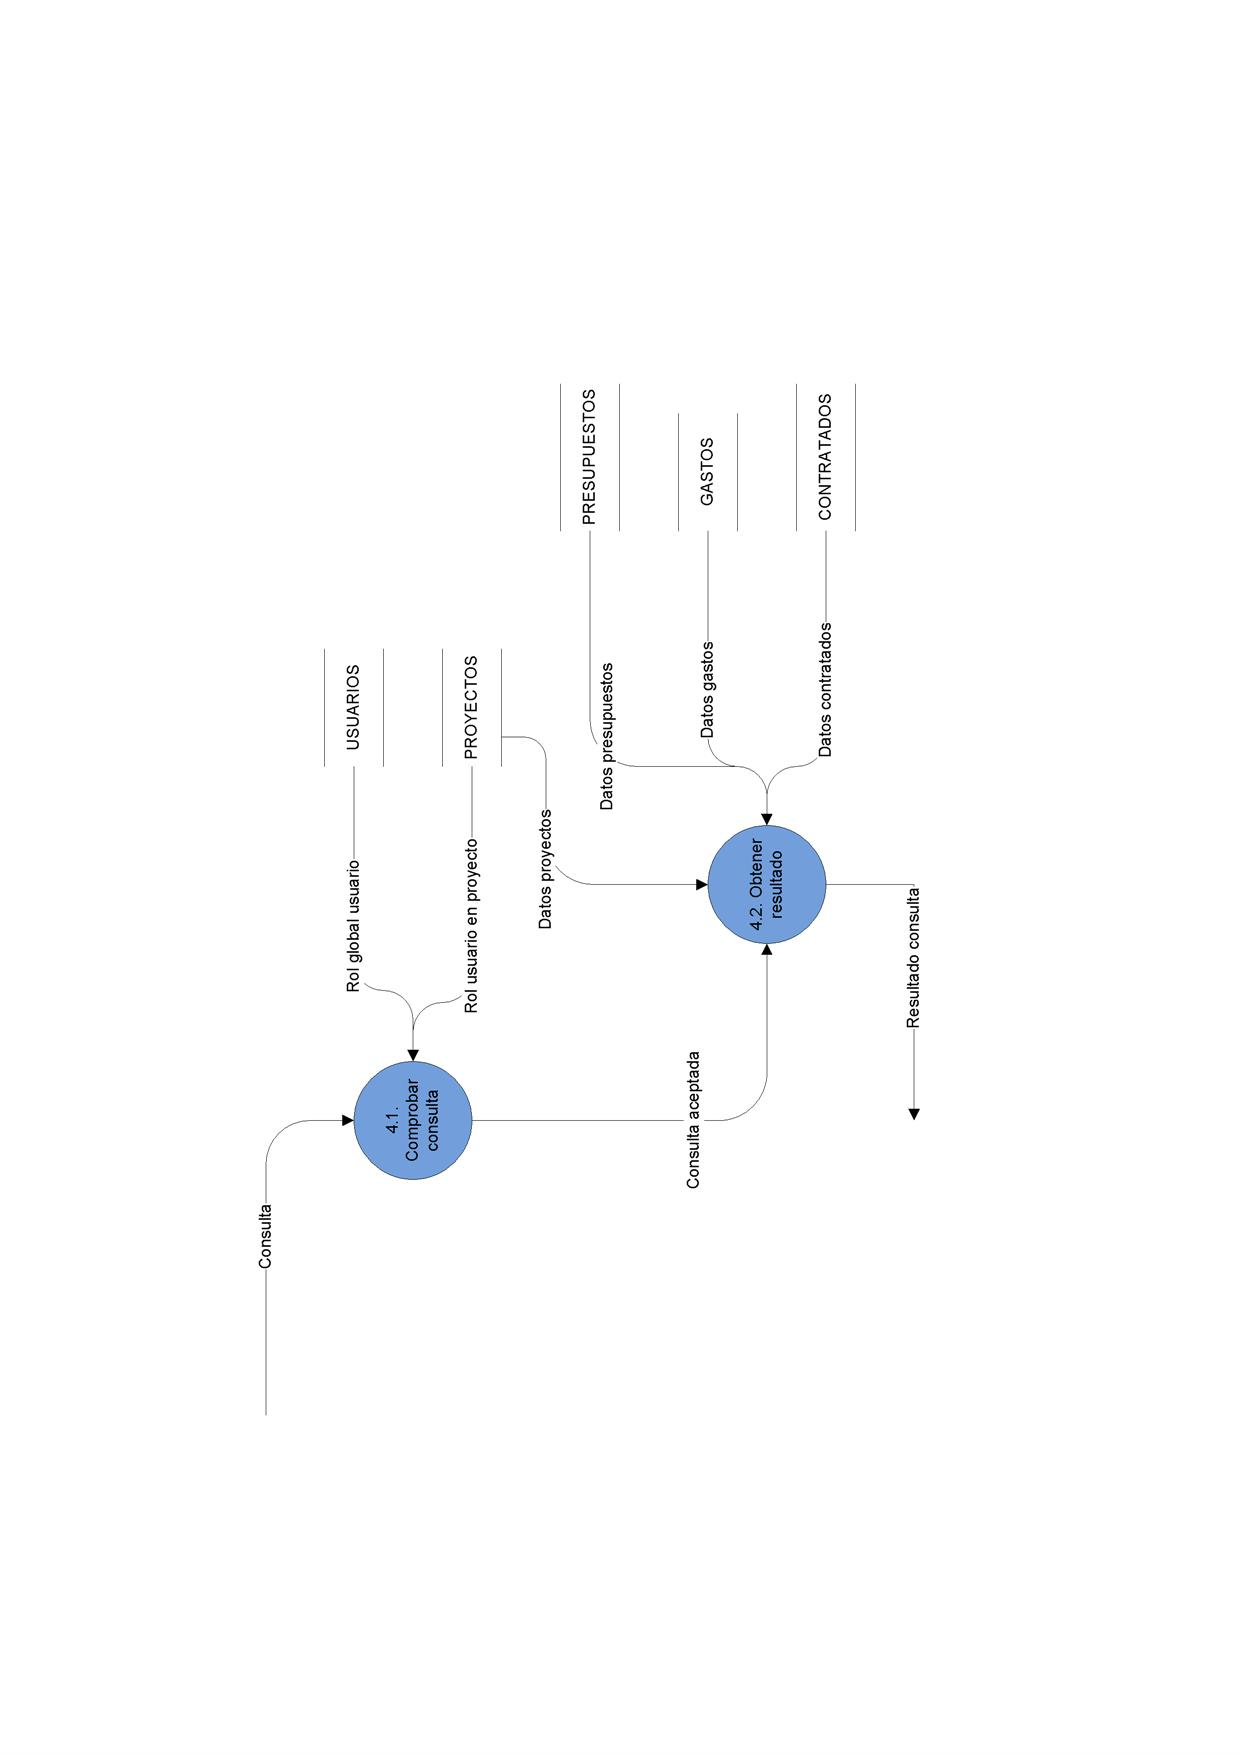 Consulta
4.1.
Comprobar
consulta
Rol global usuario
USUARIOS
Rol usuario en proyecto
PROYECTOS
Datos proyectos
Consulta aceptada
Datos presupuestos
PRESUPUESTOS
Datos gastos
GASTOS
Datos contratados
CONTRATADOS
4.2. Obtener
resultado
Resultado consulta